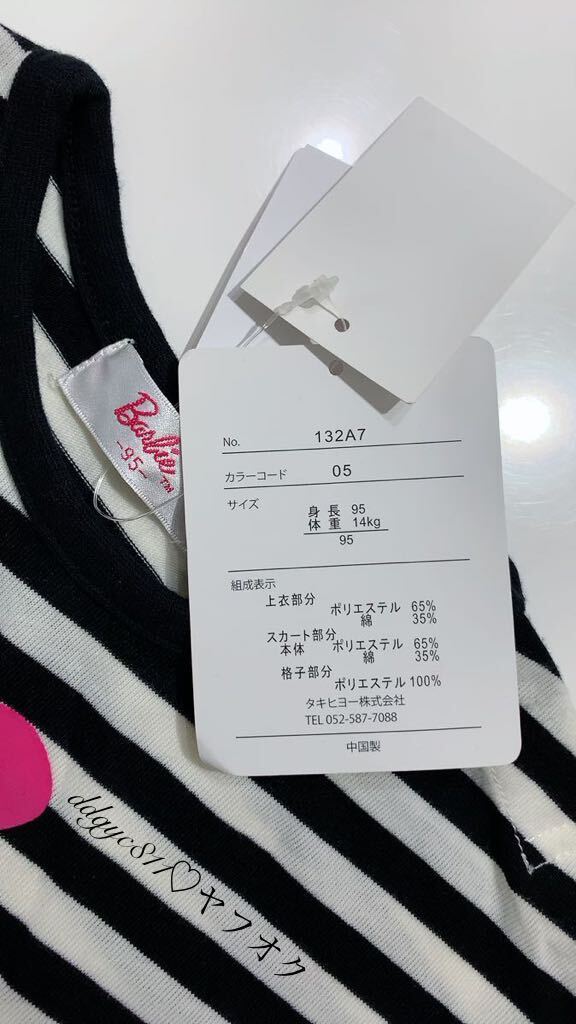 Barbie™
-95-
No. 132A7
カラーコード 05
サイズ
身長 95
体重 14kg
95
組成表示
上衣部分
ポリエステル 65%
綿 35%
スカート部分
本体 ポリエステル 65%
綿 35%
格子部分
ポリエステル 100%
タキヒヨー株式会社
TEL 052-587-7088
中国製
ddgyc817♡ヤフオク